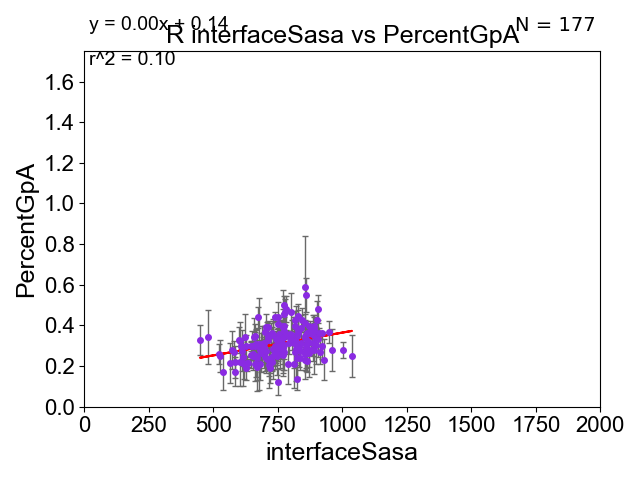 y = 0.00x + 0.14
N = 177
R interfaceSasa vs PercentGpA
r^2 = 0.10
PercentGpA
1.6
1.4
1.2
1.0
0.8
0.6
0.4
0.2
0.0
0 250 500 750 1000 1250 1500 1750 2000
interfaceSasa